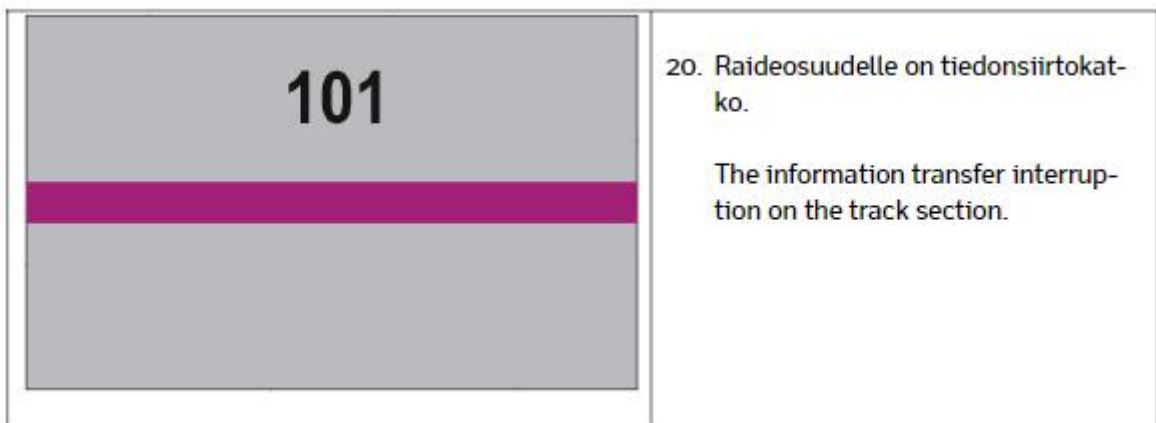 101
20. Raideosuudelle on tiedonsiirtokat-
ko.
The information transfer interrup-
tion on the track section.